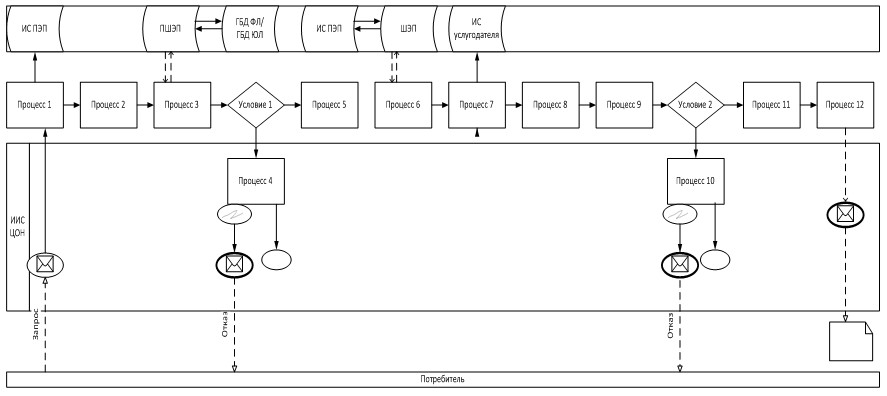 ИС ПЭП
ПШЭП
ГБД ФЛ/
ГБД ЮЛ
ИС ПЭП
ШЭП
ИС
услугодателя
Процесс 1
Процесс 2
Процесс 3
Условие 1
Процесс 5
Процесс 6
Процесс 7
Процесс 8
Процесс 9
Условие 2
Процесс 11
Процесс 12
Процесс 4
Процесс 10
ИИС
ЦОН
Запрос
Отказ
Отказ
Потребитель